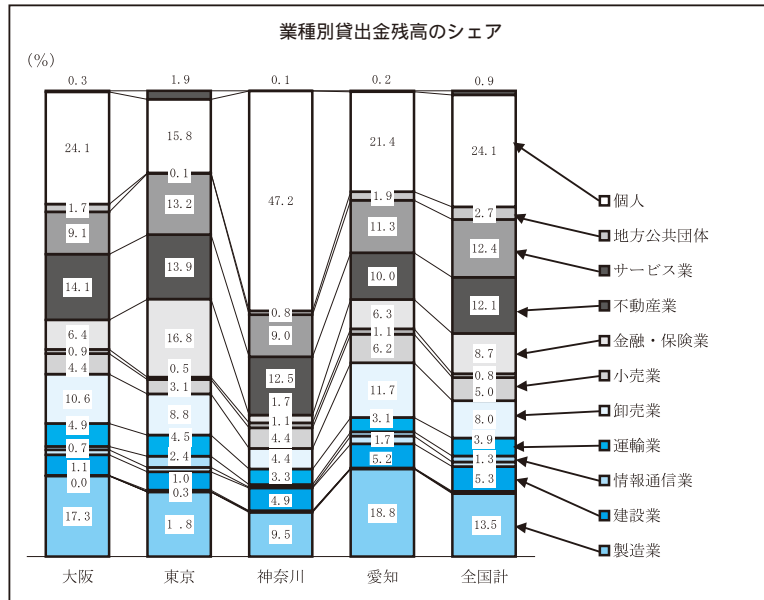 業種別貸出金残高のシェア
(%)
0.3 1.9 0.1 0.2 0.9
24.1 15.8 47.2 21.4 24.1
1.7 0.1 0.8 1.9 2.7
9.1 13.2 9.0 11.3 12.4
14.1 13.9 12.5 10.0 12.1
6.4 16.8 1.7 6.3 8.7
0.9 0.5 1.1 1.1 0.8
4.4 3.1 4.4 6.2 5.0
10.6 8.8 4.4 11.7 8.0
4.9 4.5 3.3 3.1 3.9
0.7 2.4 4.9 1.7 1.3
1.1 1.0 9.5 5.2 5.3
0.0 0.3 18.8 13.5
17.3 1 .8
個人
地方公共団体
サービス業
不動産業
金融・保険業
小売業
卸売業
運輸業
情報通信業
建設業
製造業
大阪 東京 神奈川 愛知 全国計